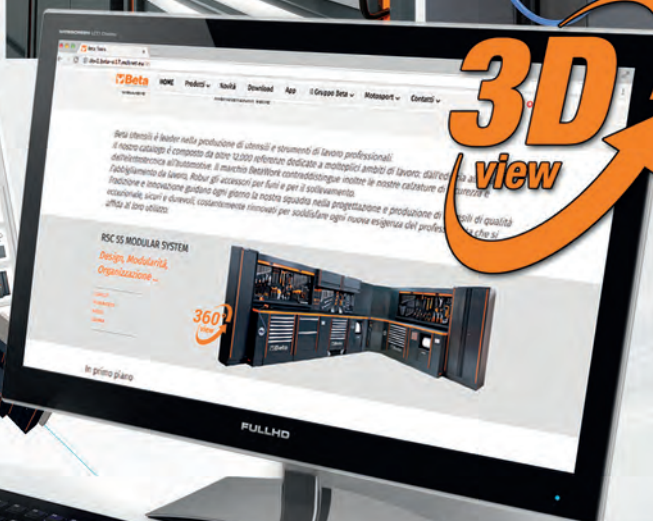 3D
view
Beta
HOME
Prodotti
Novità
Download
App
Il Gruppo Beta
Motosport
Contatti
Beta Utensili è leader nella produzione di utensili e strumenti di lavoro professionali.
Il nostro catalogo è composto da oltre 12.000 referenze dedicate a molteplici ambiti di lavoro: dall'edilizia
dall'elettrotecnica all'automotive. Il marchio BetaWork contraddistingue inoltre le nostre calzature di sicurezza e
l'abbigliamento da lavoro, Robur gli accessori per funi e per il sollevamento.
Tradizione e innovazione guidano ogni giorno la nostra squadra nella progettazione e produzione di utensili di qualità
eccezionale, sicuri e durevoli, costantemente rinnovati per soddisfare ogni nuova esigenza del professionista che si
affida al loro utilizzo.
RSC 55 MODULAR SYSTEM
Design, Modularità,
Organizzazione ...
360°
view
Beta
In primo piano
FULLHD